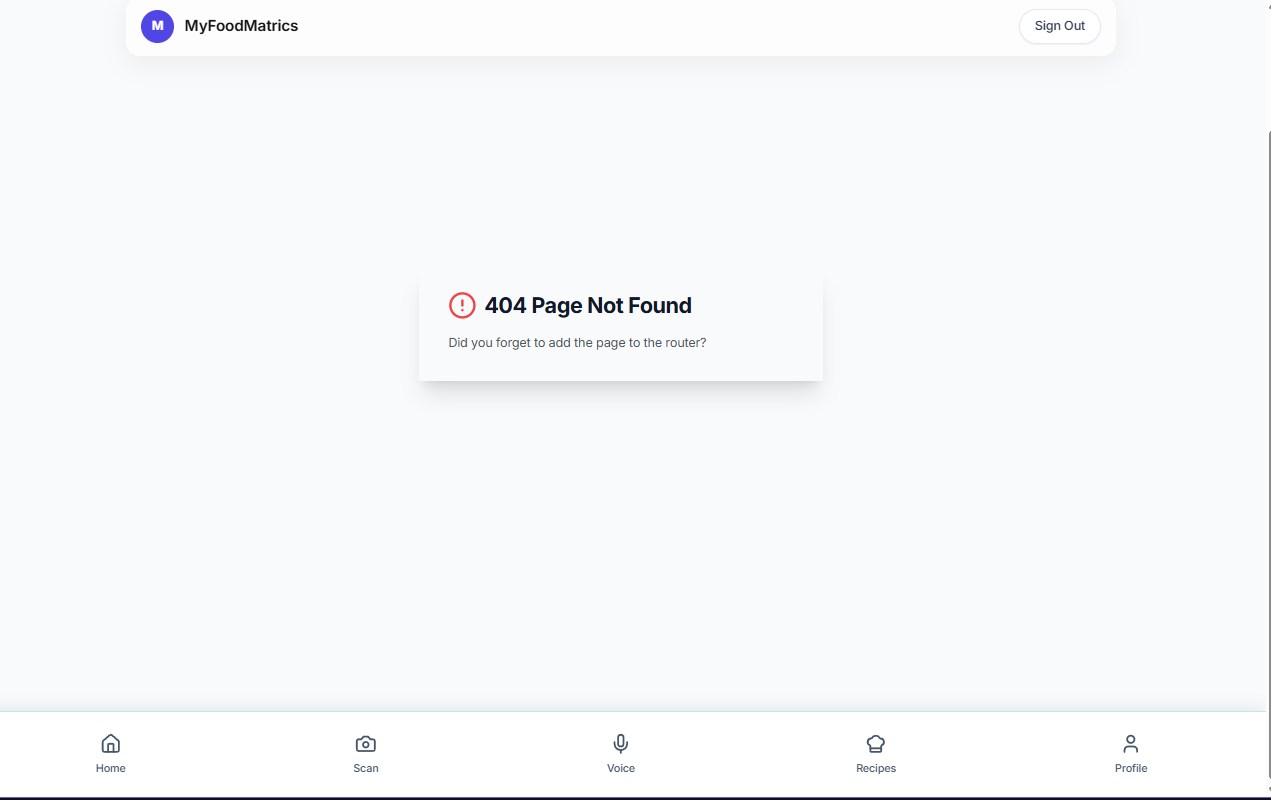 M MyFoodMatrics Sign Out
404 Page Not Found
Did you forget to add the page to the router?
Home Scan Voice Recipes Profile